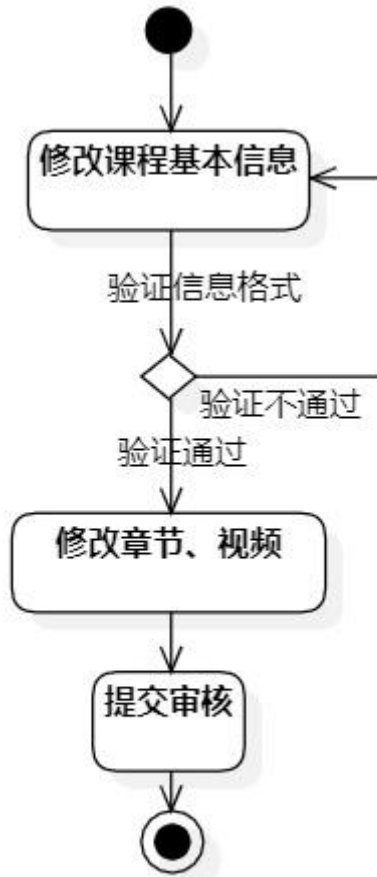 修改课程基本信息
验证信息格式
验证不通过
验证通过
修改章节、视频
提交审核